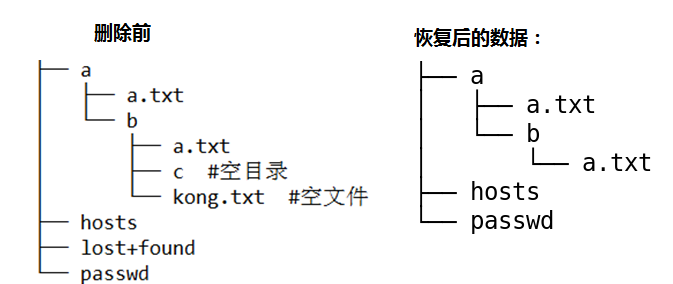 删除前
a
a.txt
b
a.txt
c #空目录
kong.txt #空文件
hosts
lost+found
passwd
恢复后的数据：
a
a.txt
b
a.txt
hosts
passwd